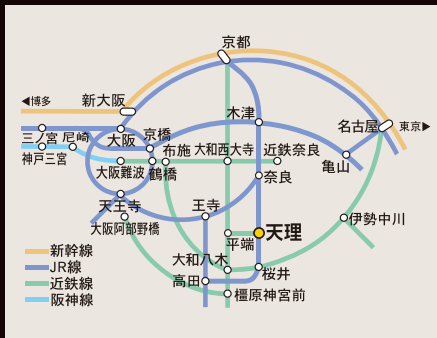 京都
◀博多
新大阪
東京▶
三ノ宮
尼崎
大阪
京橋
木津
名古屋
神戸三宮
大阪難波
鶴橋
布施
大和西大寺
近鉄奈良
亀山
奈良
天王寺
王寺
大阪阿部野橋
伊勢中川
平端
天理
大和八木
高田
桜井
橿原神宮前
新幹線
JR線
近鉄線
阪神線